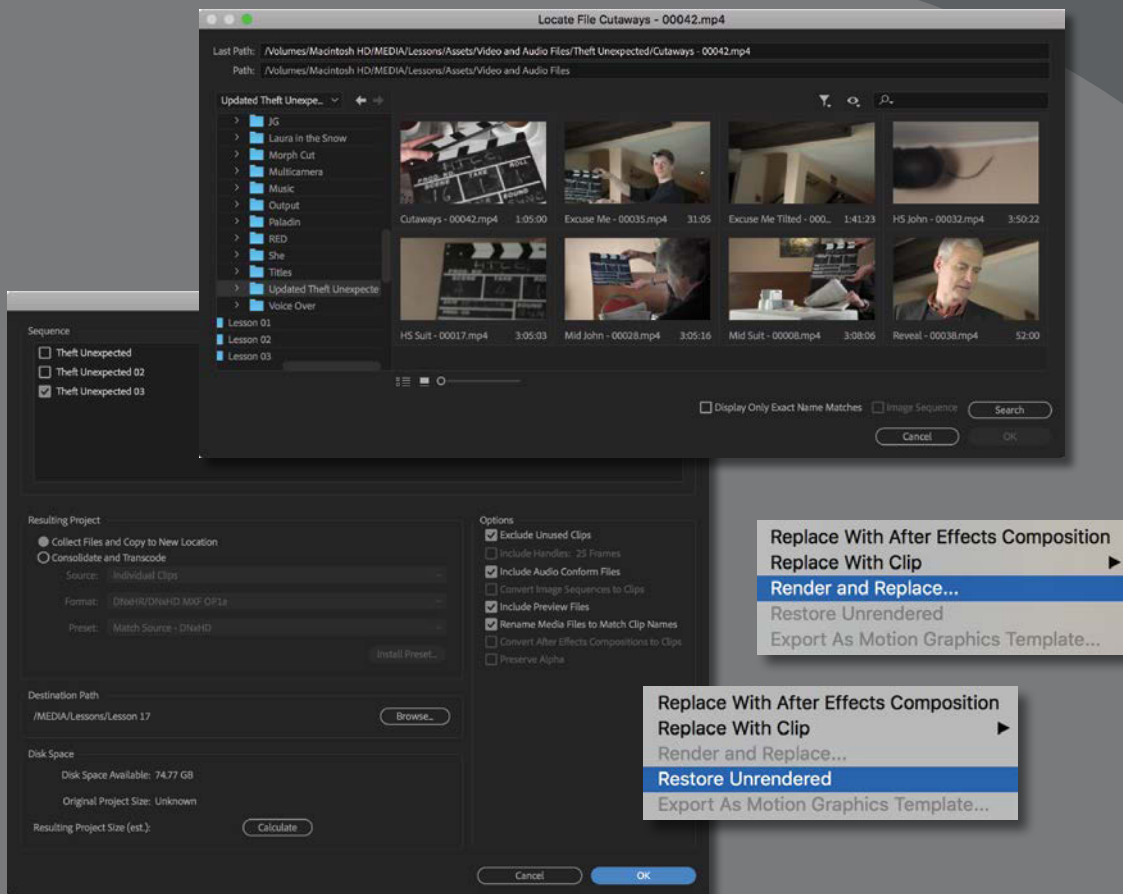 Locate File Cutaways - 00042.mp4
Last Path: /Volumes/Macintosh HD/MEDIA/Lessons/Assets/Video and Audio Files/Theft Unexpected/Cutaways - 00042.mp4
Path: /Volumes/Macintosh HD/MEDIA/Lessons/Assets/Video and Audio Files
Updated Theft Unexpe...
JG
Laura in the Snow
Morph Cut
Multicamera
Music
Output
Paladin
RED
She
Titles
Updated Theft Unexpecte
Voice Over
Lesson 01
Lesson 02
Lesson 03
HTLC
PROD. NO.
SCENE TAKE ROLL
SOUND
Cutaways - 00042.mp4 1:05:00
Excuse Me - 00035.mp4 31:05
Excuse Me Tilted - 000... 1:41:23
HS John - 00032.mp4 3:50:22
HS Suit - 00017.mp4 3:05:03
Mid John - 00028.mp4 3:05:16
Mid Suit - 00008.mp4 3:08:06
Reveal - 00038.mp4 52:00
Display Only Exact Name Matches Image Sequence Search
Cancel OK
Sequence
Theft Unexpected
Theft Unexpected 02
Theft Unexpected 03
Resulting Project
Collect Files and Copy to New Location
Consolidate and Transcode
Source: Individual Clips
Format: DNxHR/DNxHD MXF OP1a
Preset: Match Source - DNxHD
Install Preset...
Options
Exclude Unused Clips
Include Handles: 25 Frames
Include Audio Conform Files
Convert Image Sequences to Clips
Include Preview Files
Rename Media Files to Match Clip Names
Convert After Effects Compositions to Clips
Preserve Alpha
Destination Path
/MEDIA/Lessons/Lesson 17 Browse...
Disk Space
Disk Space Available: 74.77 GB
Original Project Size: Unknown
Resulting Project Size (est.): Calculate
Cancel OK
Replace With After Effects Composition
Replace With Clip
Render and Replace...
Restore Unrendered
Export As Motion Graphics Template...
Replace With After Effects Composition
Replace With Clip
Render and Replace...
Restore Unrendered
Export As Motion Graphics Template...